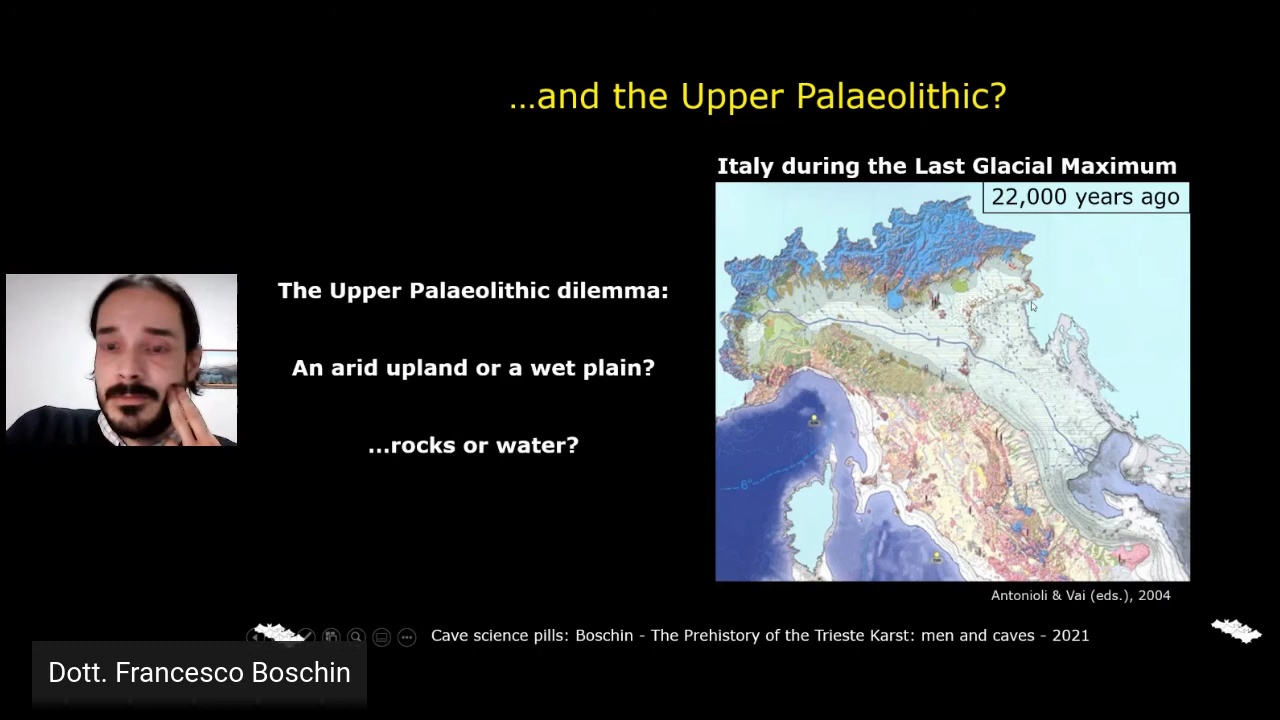 ...and the Upper Palaeolithic?
Italy during the Last Glacial Maximum
22,000 years ago
The Upper Palaeolithic dilemma:
An arid upland or a wet plain?
...rocks or water?
6°
Antonioli & Vai (eds.), 2004
Cave science pills: Boschin - The Prehistory of the Trieste Karst: men and caves - 2021
Dott. Francesco Boschin